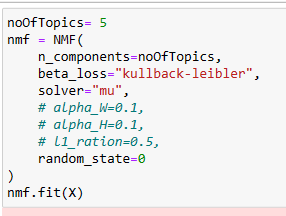 noOfTopics= 5
nmf = NMF(
    n_components=noOfTopics,
    beta_loss="kullback-leibler",
    solver="mu",
    # alpha_W=0.1,
    # alpha_H=0.1,
    # l1_ration=0.5,
    random_state=0
)
nmf.fit(X)